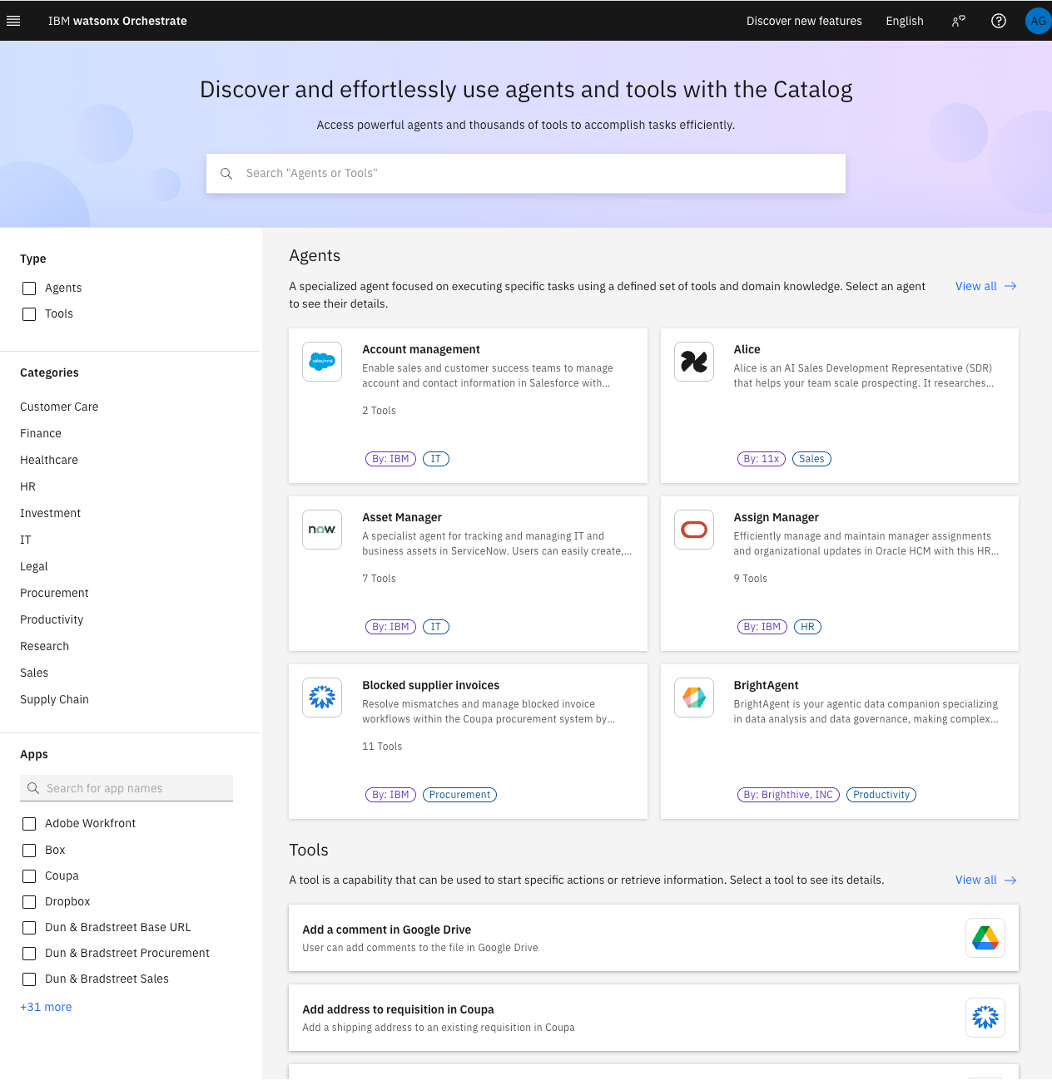 IBM watsonx Orchestrate
Discover new features
English
AG
Discover and effortlessly use agents and tools with the Catalog
Access powerful agents and thousands of tools to accomplish tasks efficiently.
Search "Agents or Tools"
Type
Agents
Tools
Categories
Customer Care
Finance
Healthcare
HR
Investment
IT
Legal
Procurement
Productivity
Research
Sales
Supply Chain
Apps
Search for app names
Adobe Workfront
Box
Coupa
Dropbox
Dun & Bradstreet Base URL
Dun & Bradstreet Procurement
Dun & Bradstreet Sales
+31 more
Agents
A specialized agent focused on executing specific tasks using a defined set of tools and domain knowledge. Select an agent
to see their details.
View all
salesforce
Account management
Enable sales and customer success teams to manage
account and contact information in Salesforce with...
2 Tools
By: IBM
IT
Alice
Alice is an AI Sales Development Representative (SDR)
that helps your team scale prospecting. It researches...
By: 11x
Sales
now
Asset Manager
A specialist agent for tracking and managing IT and
business assets in ServiceNow. Users can easily create,...
7 Tools
By: IBM
IT
Assign Manager
Efficiently manage and maintain manager assignments
and organizational updates in Oracle HCM with this HR...
9 Tools
By: IBM
HR
Blocked supplier invoices
Resolve mismatches and manage blocked invoice
workflows within the Coupa procurement system by...
11 Tools
By: IBM
Procurement
BrightAgent
BrightAgent is your agentic data companion specializing
in data analysis and data governance, making complex...
By: Brighthive, INC
Productivity
Tools
A tool is a capability that can be used to start specific actions or retrieve information. Select a tool to see its details.
View all
Add a comment in Google Drive
User can add comments to the file in Google Drive
Add address to requisition in Coupa
Add a shipping address to an existing requisition in Coupa